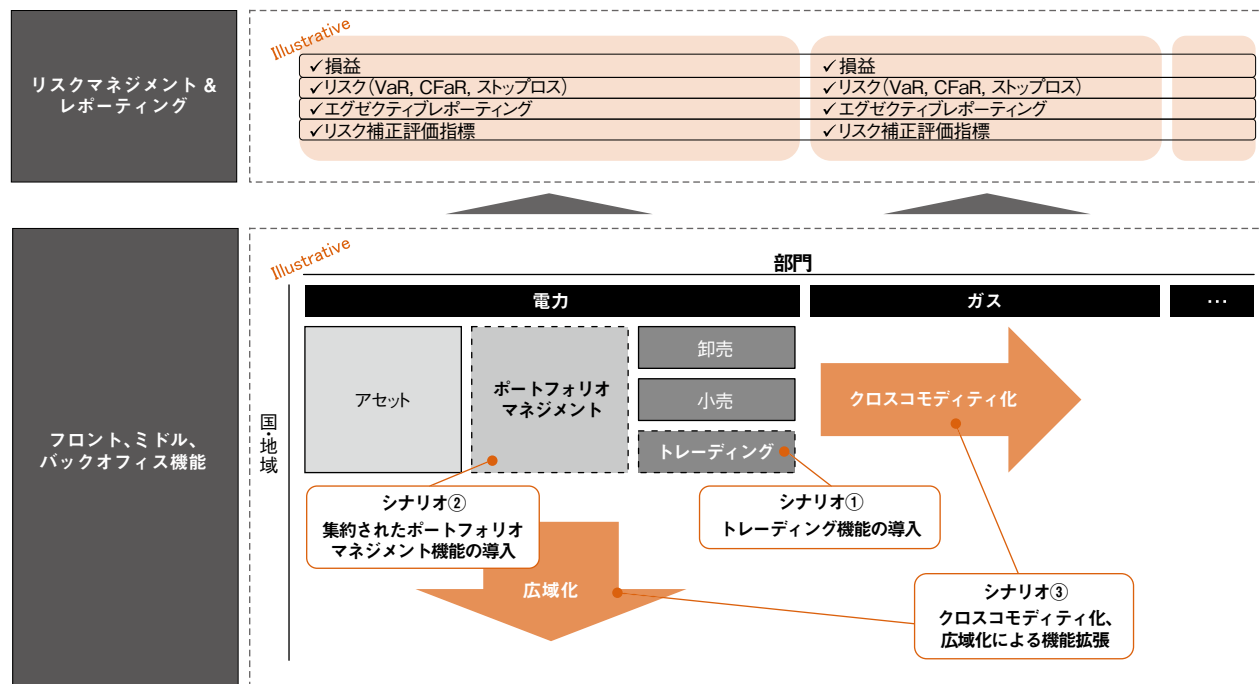 リスクマネジメント &
レポーティング
Illustrative
✓損益
✓損益
✓リスク(VaR, CFaR, ストップロス)
✓リスク(VaR, CFaR, ストップロス)
✓エグゼクティブレポーティング
✓エグゼクティブレポーティング
✓リスク補正評価指標
✓リスク補正評価指標
フロント、ミドル、
バックオフィス機能
Illustrative
部門
国・地域
電力
ガス
…
アセット
ポートフォリオ
マネジメント
卸売
小売
トレーディング
クロスコモディティ化
シナリオ②
集約されたポートフォリオ
マネジメント機能の導入
シナリオ①
トレーディング機能の導入
広域化
シナリオ③
クロスコモディティ化、
広域化による機能拡張